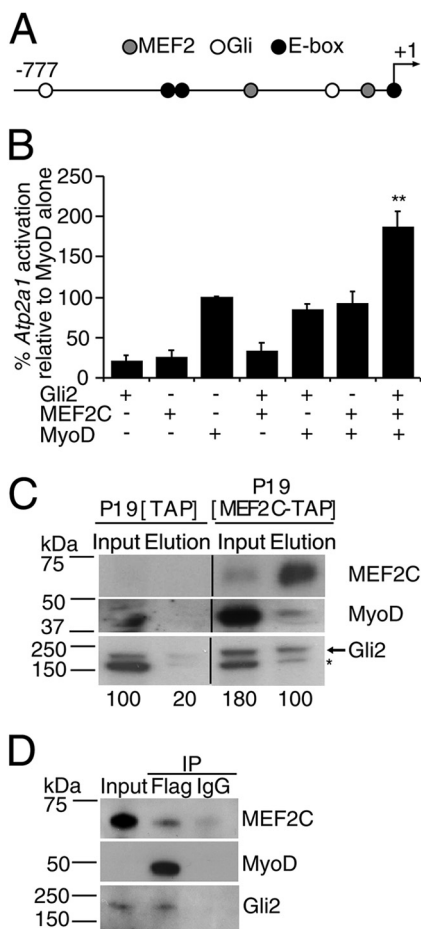 A
MEF2 Gli E-box
-777 +1
B
% Atp2a1 activation
relative to MyoD alone
250
200
150
100
50
0
**
Gli2 + - - + + - +
MEF2C - + - + - + +
MyoD - - + - + + +
C
P19[TAP] P19
[MEF2C-TAP]
kDa Input Elution Input Elution
75 MEF2C
50 MyoD
37
250 Gli2
150 *
100 20 180 100
D
IP
kDa Input Flag IgG
75 MEF2C
50 MyoD
250 Gli2
150